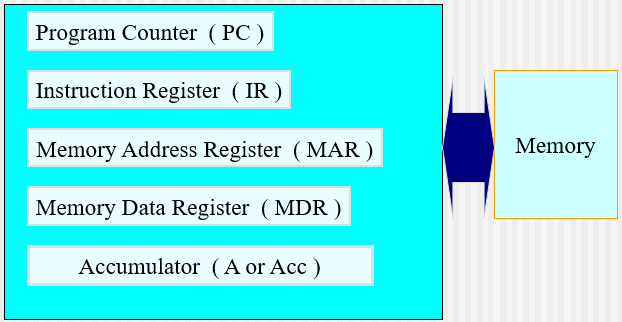 Program Counter ( PC )
Instruction Register ( IR )
Memory Address Register ( MAR )
Memory Data Register ( MDR )
Accumulator ( A or Acc )
Memory